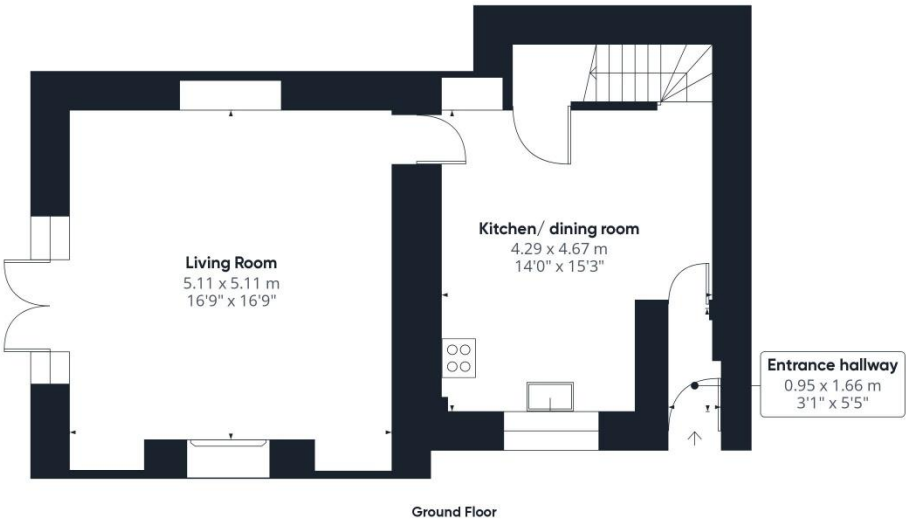 Kitchen/ dining room
4.29 x 4.67 m
14'0" x 15'3"
Living Room
5.11 x 5.11 m
16'9" x 16'9"
Entrance hallway
0.95 x 1.66 m
3'1" x 5'5"
Ground Floor